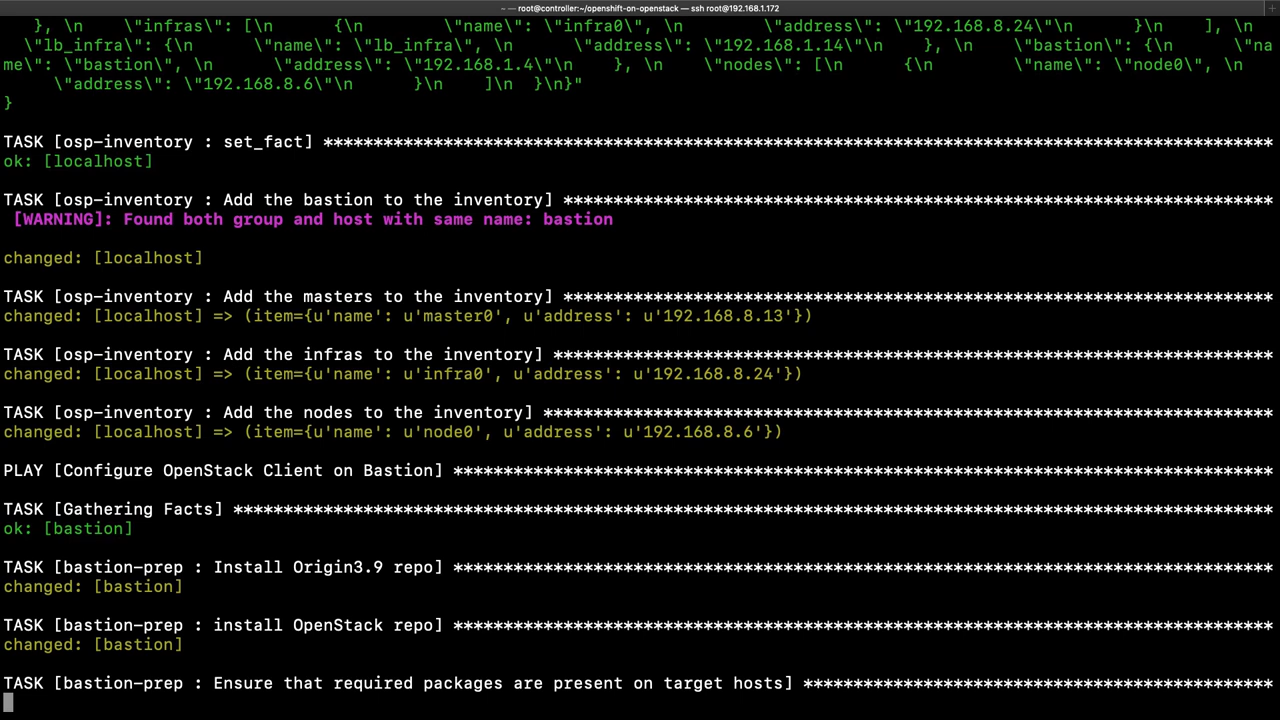 - — root@controller:~/openshift-on-openstack — ssh root@192.168.1.172
   }, \n    \"infras\": [\n      {\n        \"name\": \"infra0\", \n        \"address\": \"192.168.8.24\"\n      }\n    ], \n
  \"lb_infra\": {\n      \"name\": \"lb_infra\", \n      \"address\": \"192.168.1.14\"\n    }, \n    \"bastion\": {\n      \"na
me\": \"bastion\", \n      \"address\": \"192.168.1.4\"\n    }, \n    \"nodes\": [\n      {\n        \"name\": \"node0\", \n
     \"address\": \"192.168.8.6\"\n      }\n    ]\n  }\n}"
}
TASK [osp-inventory : set_fact] ***********************************************************************************************
ok: [localhost]
TASK [osp-inventory : Add the bastion to the inventory] ***********************************************************************
 [WARNING]: Found both group and host with same name: bastion
changed: [localhost]
TASK [osp-inventory : Add the masters to the inventory] ***********************************************************************
changed: [localhost] => (item={u'name': u'master0', u'address': u'192.168.8.13'})
TASK [osp-inventory : Add the infras to the inventory] ************************************************************************
changed: [localhost] => (item={u'name': u'infra0', u'address': u'192.168.8.24'})
TASK [osp-inventory : Add the nodes to the inventory] *************************************************************************
changed: [localhost] => (item={u'name': u'node0', u'address': u'192.168.8.6'})
PLAY [Configure OpenStack Client on Bastion] **********************************************************************************
TASK [Gathering Facts] ********************************************************************************************************
ok: [bastion]
TASK [bastion-prep : Install Origin3.9 repo] **********************************************************************************
changed: [bastion]
TASK [bastion-prep : install OpenStack repo] **********************************************************************************
changed: [bastion]
TASK [bastion-prep : Ensure that required packages are present on target hosts] ***********************************************